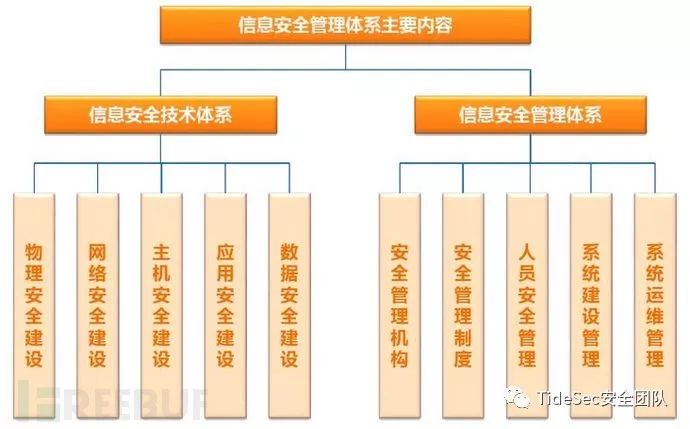 信息安全管理体系主要内容
信息安全技术体系
信息安全管理体系
物理安全建设
网络安全建设
主机安全建设
应用安全建设
数据安全建设
安全管理机构
安全管理制度
人员安全管理
系统建设管理
系统运维管理
REEBUF
TideSec安全团队